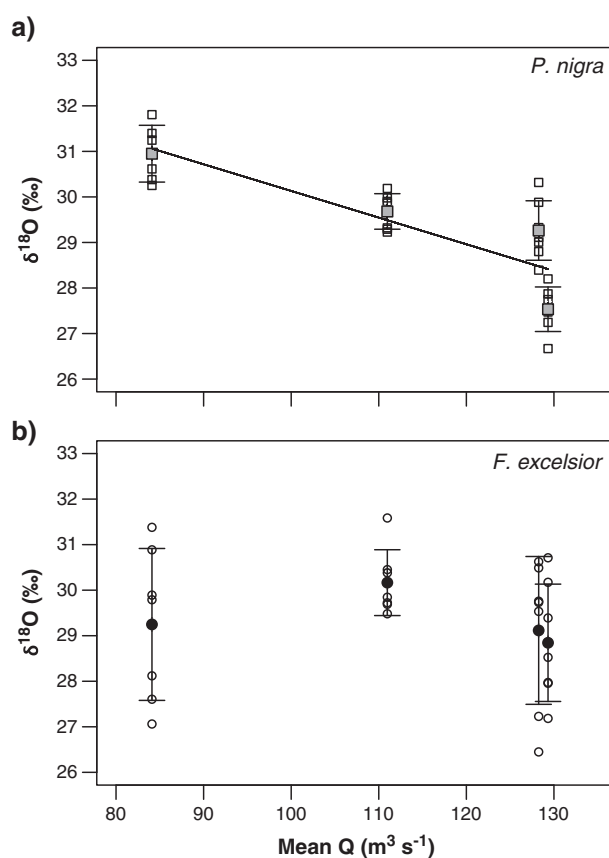 a)
P. nigra
33
32
31
30
29
28
27
26
δ18O (‰)
b)
F. excelsior
33
32
31
30
29
28
27
26
δ18O (‰)
80 90 100 110 120 130
Mean Q (m3 s-1)